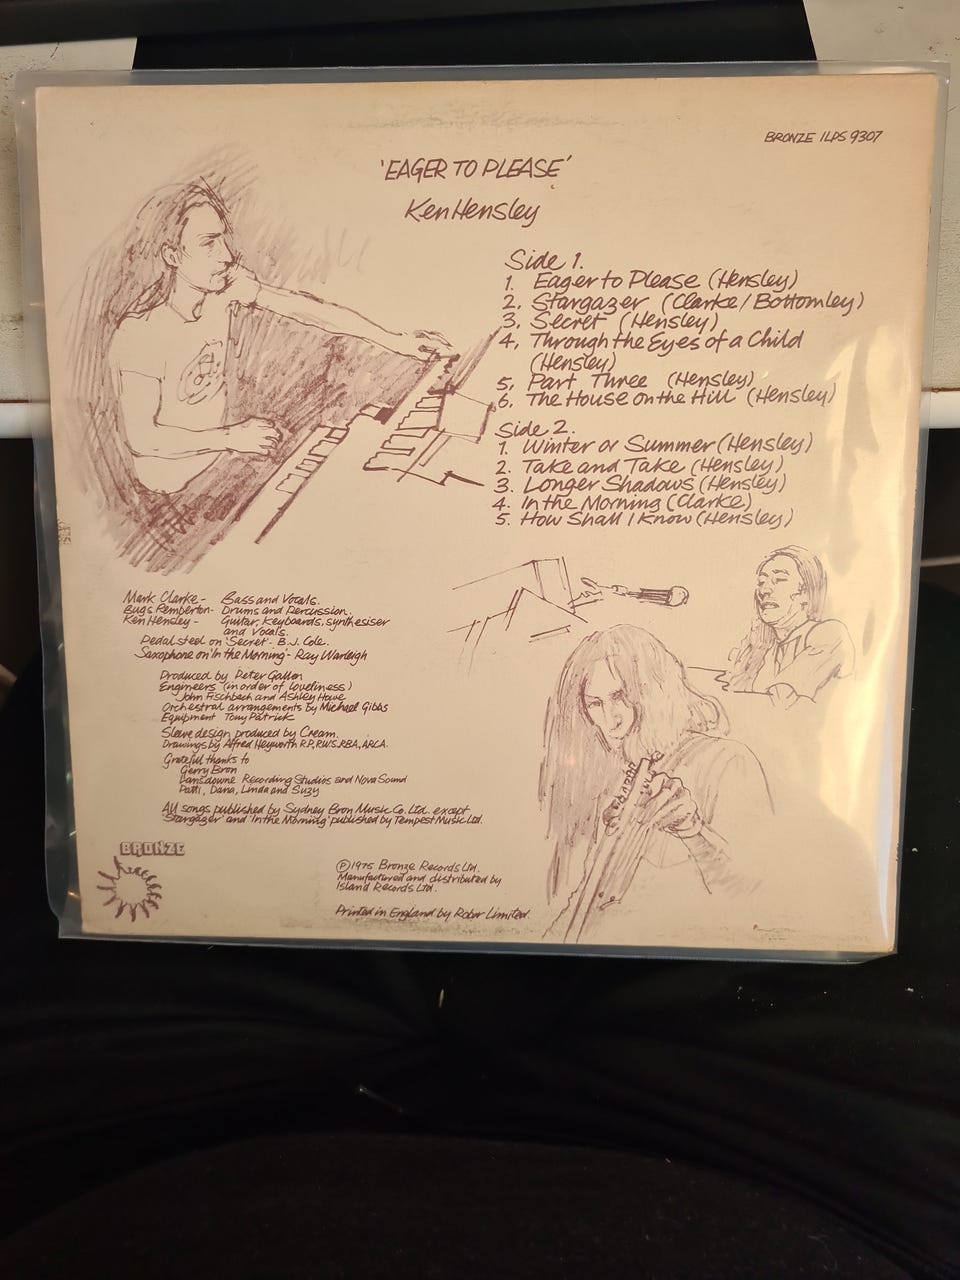 BRONZE ILPS 9307
'EAGER TO PLEASE'
Ken Hensley
Side 1.
1. Eager to Please (Hensley)
2. Stargazer (Clarke/Bottomley)
3. Secret (Hensley)
4. Through the Eyes of a Child
(Hensley)
5. Part Three (Hensley)
6. The House on the Hill (Hensley)
Side 2.
1. Winter or Summer (Hensley)
2. Take and Take (Hensley)
3. Longer Shadows (Hensley)
4. In the Morning (Clarke)
5. How Shall I Know (Hensley)
Mark Clarke - Bass and Vocals.
Bugs Pemberton - Drums and Percussion.
Ken Hensley - Guitar, Keyboards, synthesiser
and Vocals.
Pedal steel on 'Secret' - B.J. Cole.
Saxophone on 'In the Morning' - Ray Warleigh
Produced by Peter Gallen
Engineers (in order of loveliness)
John Fischbach and Ashley Howe
Orchestral arrangements by Michael Gibbs
Equipment Tony Patrick
Sleeve design produced by Cream.
Drawings by Alfred Heyworth R.P., R.W.S., R.B.A., A.R.C.A.
Grateful thanks to
Gerry Bron
Lansdowne Recording Studios and Nova Sound
Patti, Dana, Linda and Suzy
All songs published by Sydney Bron Music Co. Ltd. except
'Stargazer' and 'In the Morning' published by Tempest Music Ltd.
BRONZE
Ⓟ 1975 Bronze Records Ltd.
Manufactured and distributed by
Island Records Ltd.
Printed in England by Robor Limited.